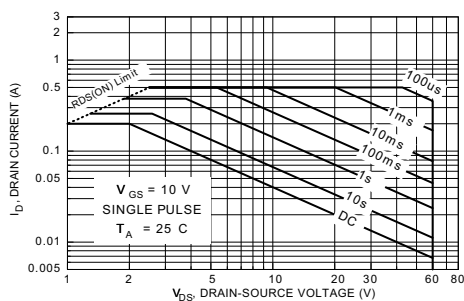 3
2
1
0.5
0.1
0.05
0.01
0.005
I D, DRAIN CURRENT (A)
RDS(ON) Limit
100us
1ms
10ms
100ms
1s
10s
DC
V GS = 10 V
SINGLE PULSE
T A = 25 C
1 2 5 10 20 30 60 80
V DS, DRAIN-SOURCE VOLTAGE (V)